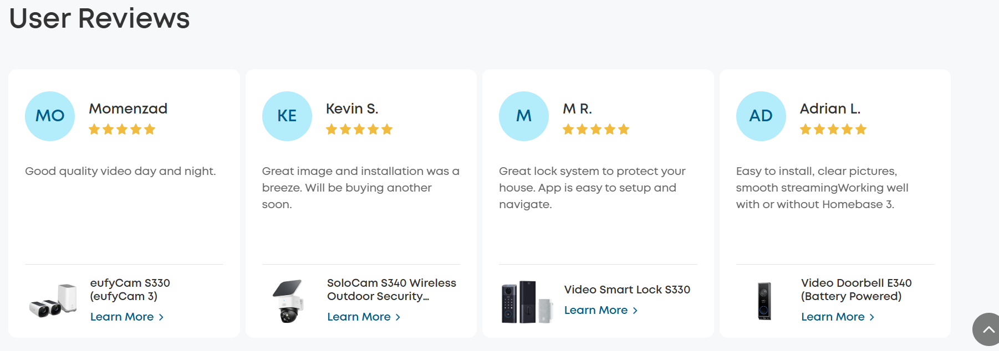 User Reviews
MO
Momenzad
Good quality video day and night.
eufyCam S330
(eufyCam 3)
Learn More
KE
Kevin S.
Great image and installation was a
breeze. Will be buying another
soon.
SoloCam S340 Wireless
Outdoor Security...
Learn More
M
M R.
Great lock system to protect your
house. App is easy to setup and
navigate.
Video Smart Lock S330
Learn More
AD
Adrian L.
Easy to install, clear pictures,
smooth streamingWorking well
with or without Homebase 3.
Video Doorbell E340
(Battery Powered)
Learn More